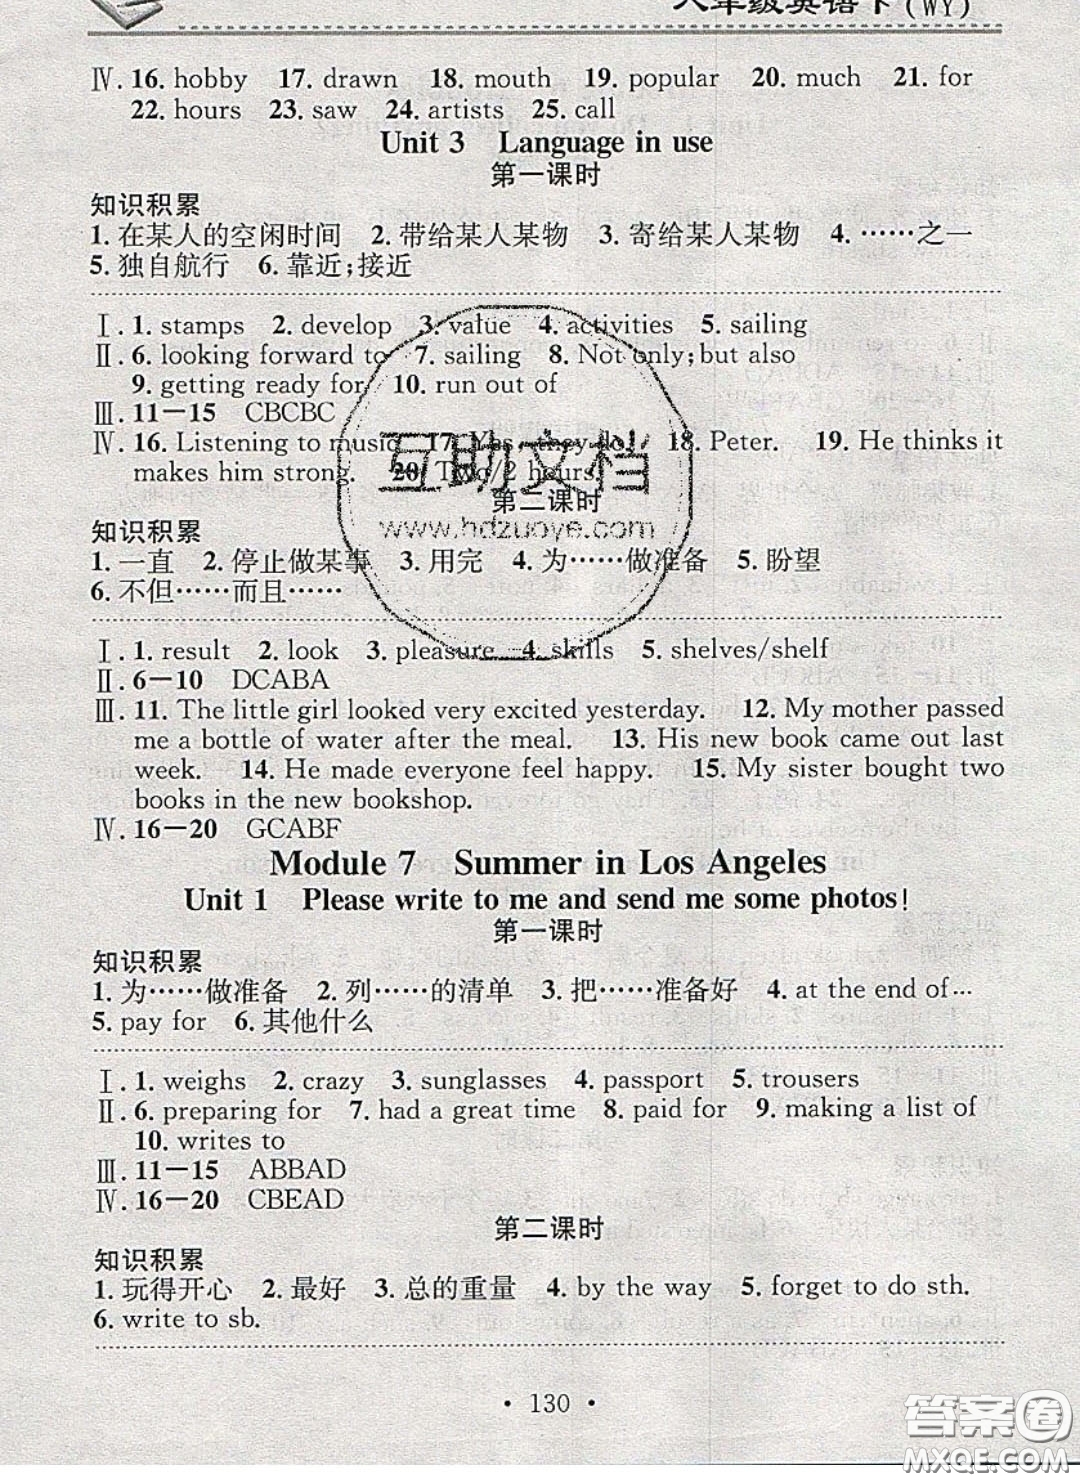 八年级英语下(WY)
Ⅳ. 16. hobby 17. drawn 18. mouth 19. popular 20. much 21. for
22. hours 23. saw 24. artists 25. call
Unit 3 Language in use
第一课时
知识积累
1. 在某人的空闲时间 2. 带给某人某物 3. 寄给某人某物 4. ……之一
5. 独自航行 6. 靠近;接近
Ⅰ. 1. stamps 2. develop 3. value 4. activities 5. sailing
Ⅱ. 6. looking forward to 7. sailing 8. Not only;but also
9. getting ready for 10. run out of
Ⅲ. 11－15 CBCBC
Ⅳ. 16. Listening to music. 17. Yes, they do. 18. Peter. 19. He thinks it
makes him strong. 20. Two/2 hours.
互助文档
www.hdzuoye.com
第二课时
知识积累
1. 一直 2. 停止做某事 3. 用完 4. 为……做准备 5. 盼望
6. 不但……而且……
Ⅰ. 1. result 2. look 3. pleasure 4. skills 5. shelves/shelf
Ⅱ. 6－10 DCABA
Ⅲ. 11. The little girl looked very excited yesterday. 12. My mother passed
me a bottle of water after the meal. 13. His new book came out last
week. 14. He made everyone feel happy. 15. My sister bought two
books in the new bookshop.
Ⅳ. 16－20 GCABF
Module 7 Summer in Los Angeles
Unit 1 Please write to me and send me some photos!
第一课时
知识积累
1. 为……做准备 2. 列……的清单 3. 把……准备好 4. at the end of…
5. pay for 6. 其他什么
Ⅰ. 1. weighs 2. crazy 3. sunglasses 4. passport 5. trousers
Ⅱ. 6. preparing for 7. had a great time 8. paid for 9. making a list of
10. writes to
Ⅲ. 11－15 ABBAD
Ⅳ. 16－20 CBEAD
第二课时
知识积累
1. 玩得开心 2. 最好 3. 总的重量 4. by the way 5. forget to do sth.
6. write to sb.
· 130 ·
答案圈
MXQE.COM